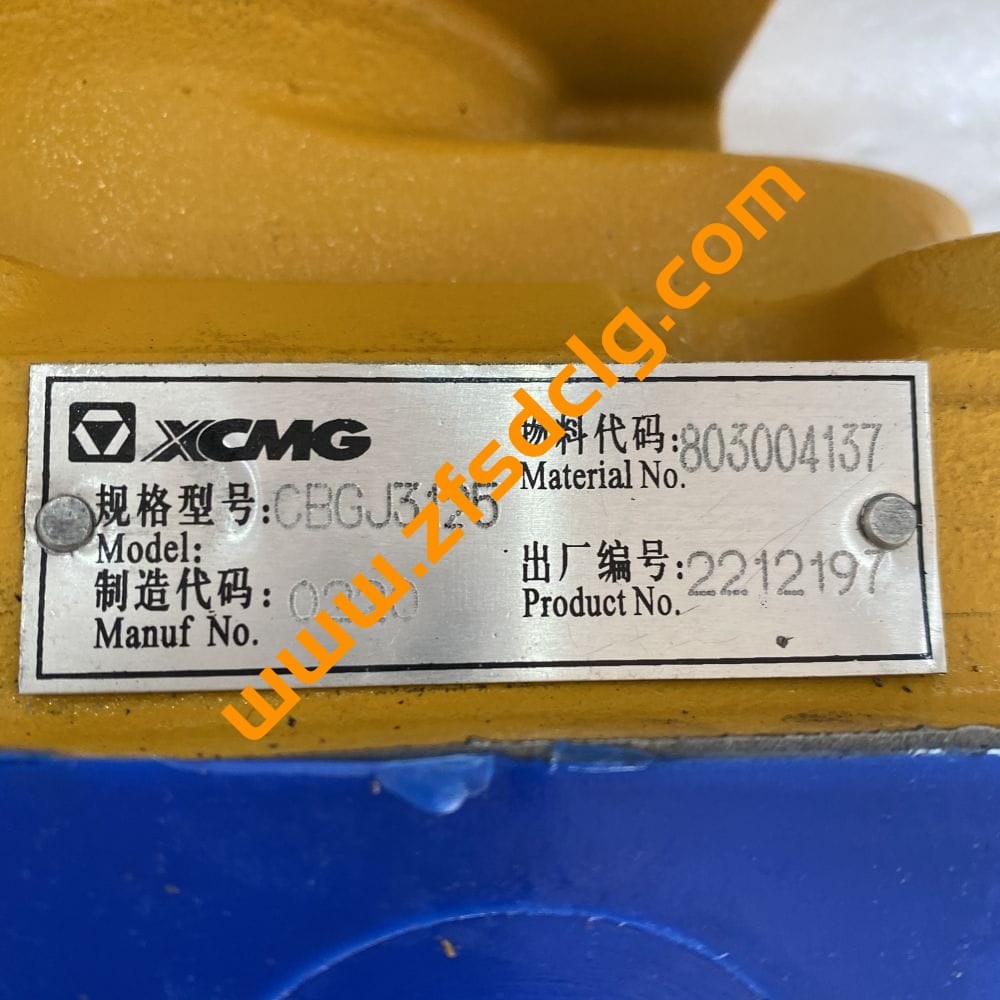 XCMG
物料代码:803004137
Material No.
规格型号:CBGJ3125
Model:
制造代码:
Manuf No.
出厂编号:2212197
Product No.
www.zfsdclg.com